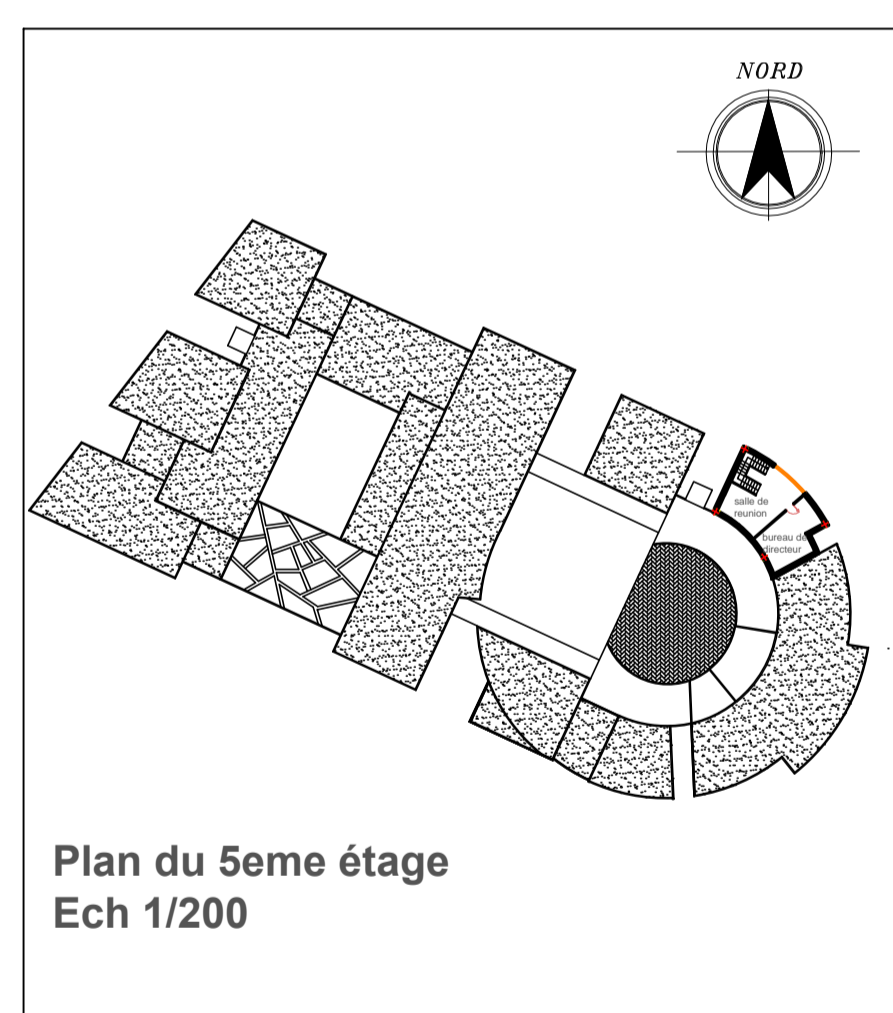 NORD
salle de
reunion
bureau de
directeur
Plan du 5eme étage
Ech 1/200